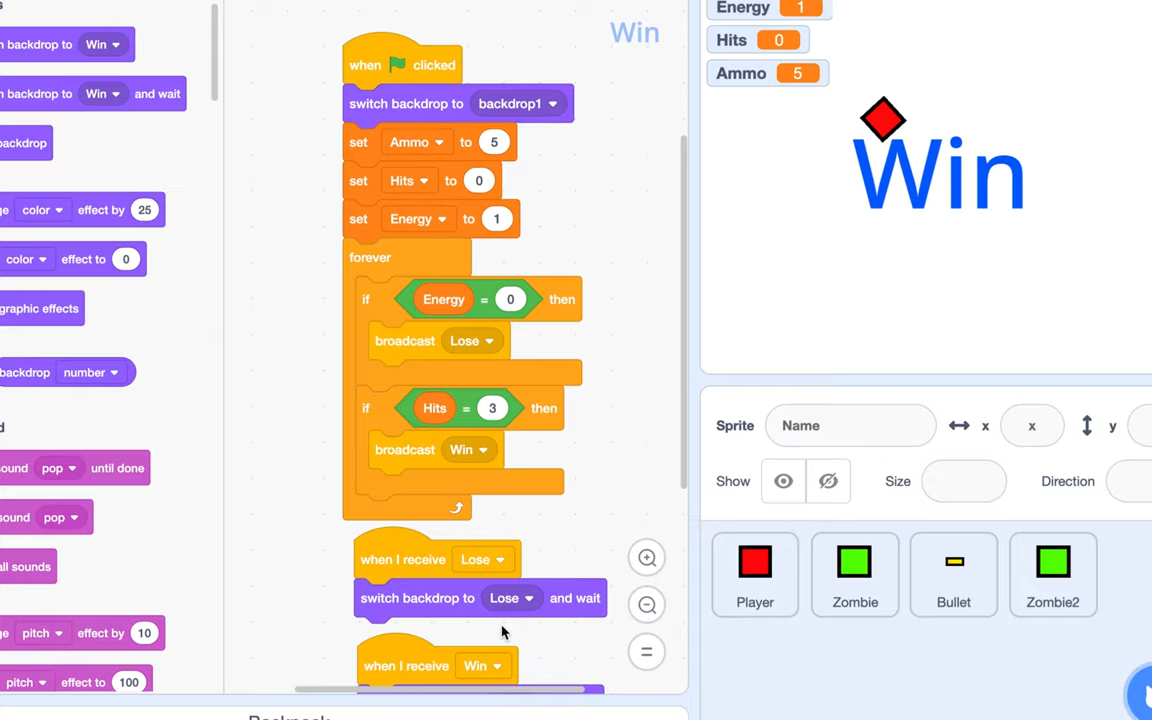 s
h backdrop to Win
h backdrop to Win and wait
backdrop
ge color effect by 25
color effect to 0
graphic effects
backdrop number
d
sound pop until done
sound pop
all sounds
ge pitch effect by 10
pitch effect to 100
Win
when clicked
switch backdrop to backdrop1
set Ammo to 5
set Hits to 0
set Energy to 1
forever
if Energy = 0 then
broadcast Lose
if Hits = 3 then
broadcast Win
when I receive Lose
switch backdrop to Lose and wait
when I receive Win
Energy 1
Hits 0
Ammo 5
Win
Sprite Name x x y
Show Size Direction
Player Zombie Bullet Zombie2